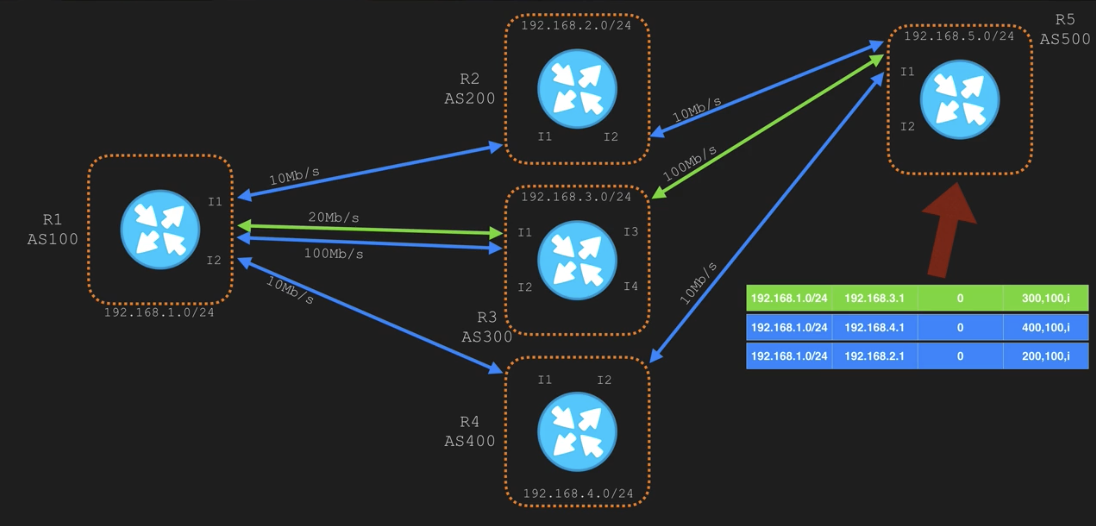 192.168.2.0/24
R2
AS200
I1 I2
10Mb/s
R5
AS500
192.168.5.0/24
I1
I2
10Mb/s
100Mb/s
R1
AS100
I1
I2
192.168.1.0/24
20Mb/s
100Mb/s
10Mb/s
192.168.3.0/24
I1 I3
I2 I4
R3
AS300
10Mb/s
I1 I2
R4
AS400
192.168.4.0/24
192.168.1.0/24 192.168.3.1 0 300,100,i
192.168.1.0/24 192.168.4.1 0 400,100,i
192.168.1.0/24 192.168.2.1 0 200,100,i